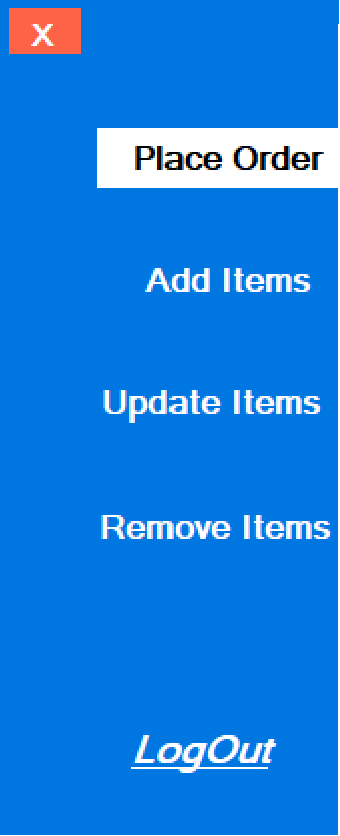 X
Place Order
Add Items
Update Items
Remove Items
LogOut